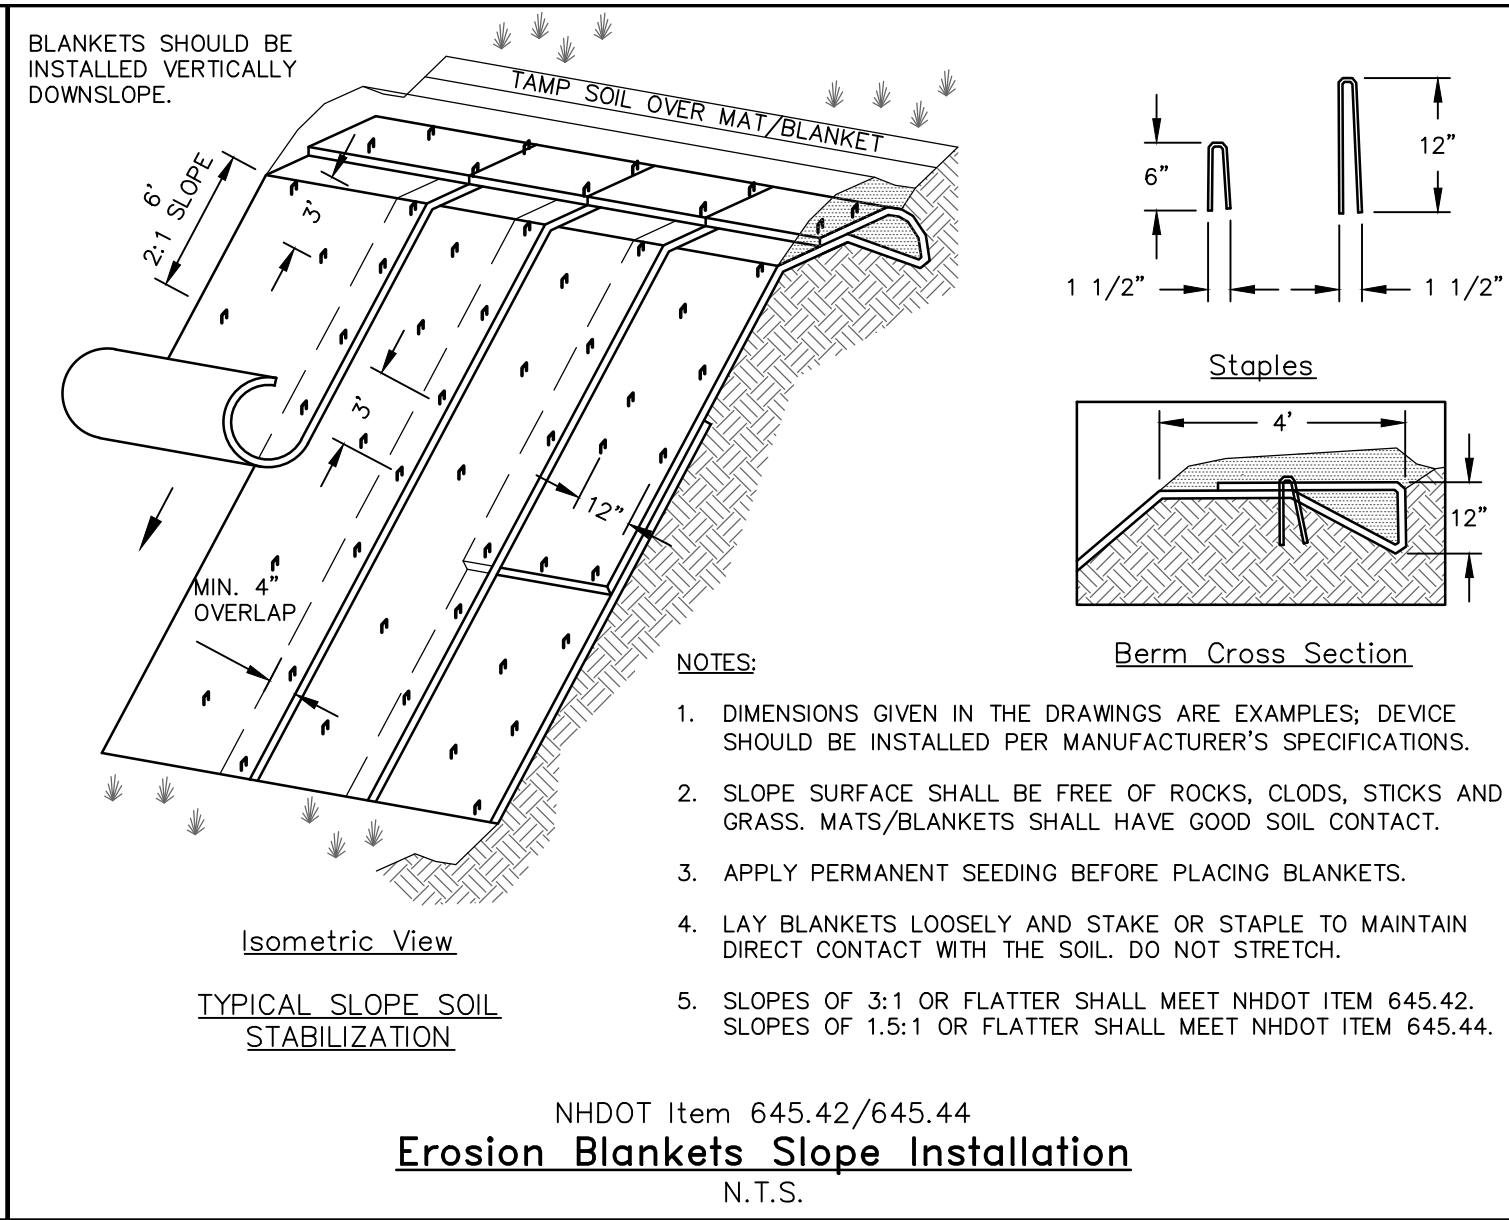 BLANKETS SHOULD BE
INSTALLED VERTICALLY
DOWNSLOPE.
TAMP SOIL OVER MAT/BLANKET
6'
2:1 SLOPE
3'
3'
12"
MIN. 4"
OVERLAP
Isometric View
TYPICAL SLOPE SOIL
STABILIZATION
6"
12"
1 1/2"
1 1/2"
Staples
4'
12"
Berm Cross Section
NOTES:
1. DIMENSIONS GIVEN IN THE DRAWINGS ARE EXAMPLES; DEVICE
SHOULD BE INSTALLED PER MANUFACTURER'S SPECIFICATIONS.
2. SLOPE SURFACE SHALL BE FREE OF ROCKS, CLODS, STICKS AND
GRASS. MATS/BLANKETS SHALL HAVE GOOD SOIL CONTACT.
3. APPLY PERMANENT SEEDING BEFORE PLACING BLANKETS.
4. LAY BLANKETS LOOSELY AND STAKE OR STAPLE TO MAINTAIN
DIRECT CONTACT WITH THE SOIL. DO NOT STRETCH.
5. SLOPES OF 3:1 OR FLATTER SHALL MEET NHDOT ITEM 645.42.
SLOPES OF 1.5:1 OR FLATTER SHALL MEET NHDOT ITEM 645.44.
NHDOT Item 645.42/645.44
Erosion Blankets Slope Installation
N.T.S.